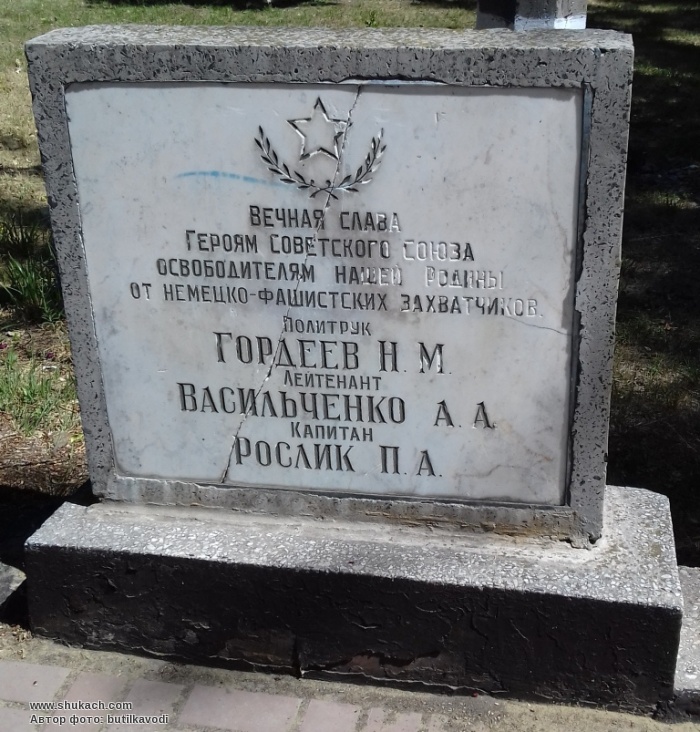 Вечная слава
Героям Советского Союза
освободителям нашей Родины
от немецко-фашистских захватчиков.
Политрук
Гордеев Н. М.
Лейтенант
Васильченко А. А.
Капитан
Рослик П. А.
www.shukach.com
Автор фото: butilkavodi